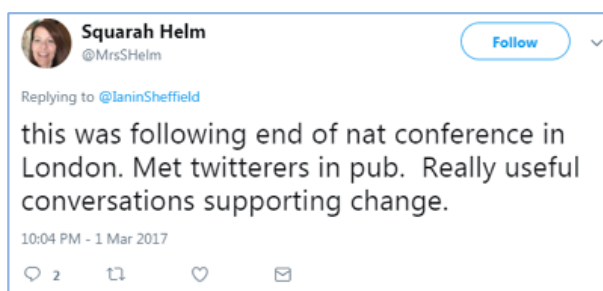 Squarah Helm
@MrsSHelm
Follow
Replying to @IaninSheffield
this was following end of nat conference in
London. Met twitterers in pub.  Really useful
conversations supporting change.
10:04 PM - 1 Mar 2017
2